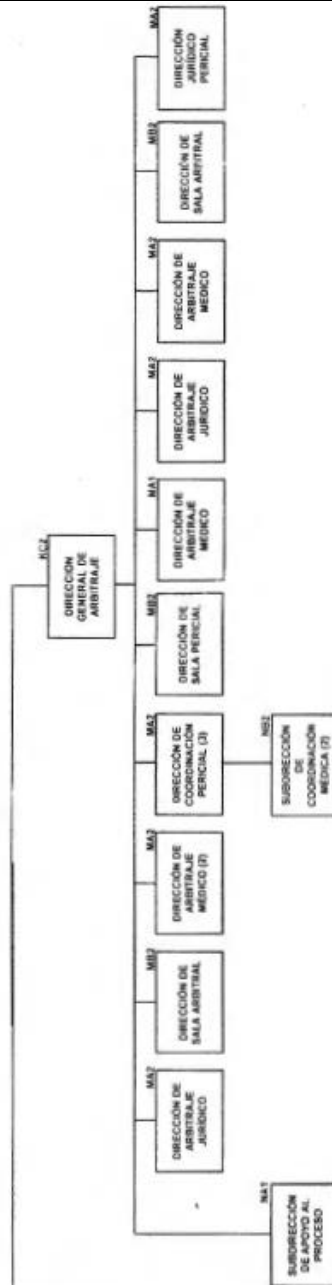 KC2
DIRECCIÓN
GENERAL DE
ARBITRAJE
MA2
DIRECCIÓN DE
ARBITRAJE
JURÍDICO
MB2
DIRECCIÓN DE
SALA ARBITRAL
MA2
DIRECCIÓN DE
ARBITRAJE
MÉDICO (2)
MA2
DIRECCIÓN DE
COORDINACIÓN
PERICIAL (3)
MB2
DIRECCIÓN DE
SALA PERICIAL
MA1
DIRECCIÓN DE
ARBITRAJE
MEDICO
MA2
DIRECCIÓN DE
ARBITRAJE
JURIDICO
MA2
DIRECCIÓN DE
ARBITRAJE
MEDICO
MB2
DIRECCIÓN DE
SALA ARBITRAL
MA2
DIRECCIÓN
JURÍDICO
PERICIAL
NA1
SUBDIRECCIÓN
DE APOYO AL
PROCESO
NB2
SUBDIRECCIÓN
DE
COORDINACIÓN
MÉDICA (2)